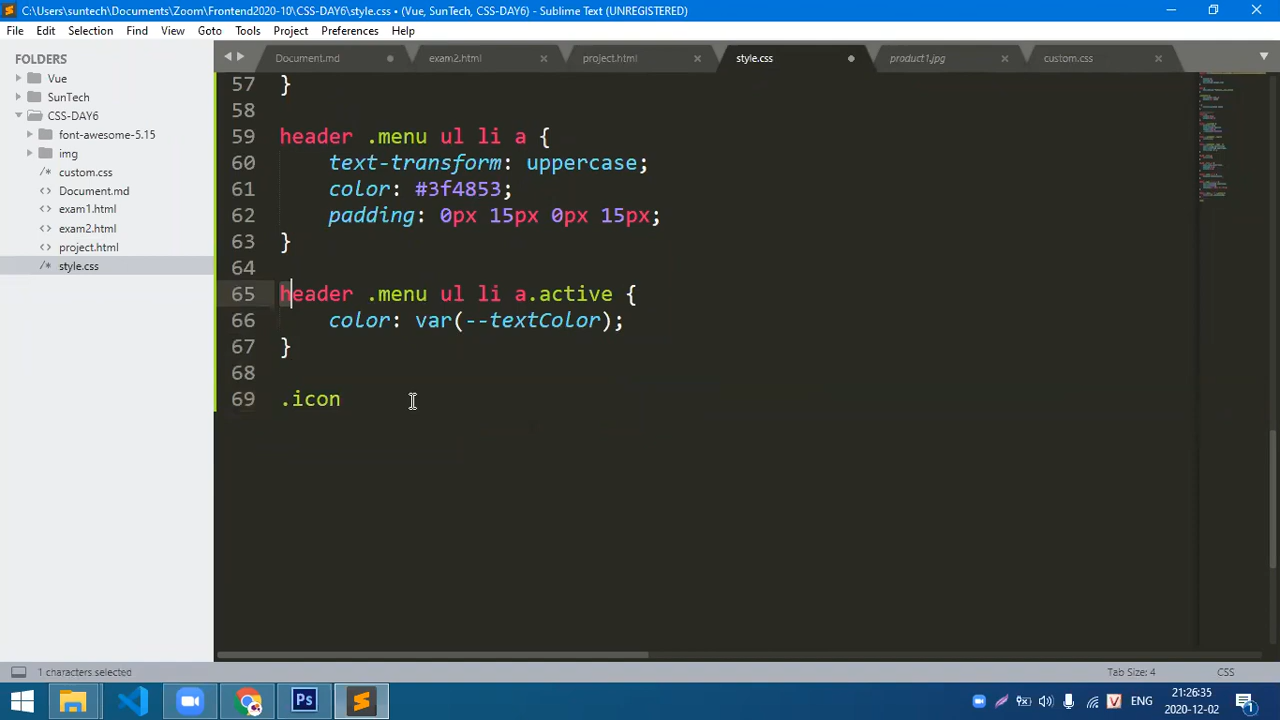 C:\Users\suntech\Documents\Zoom\Frontend2020-10\CSS-DAY6\style.css • (Vue, SunTech, CSS-DAY6) - Sublime Text (UNREGISTERED)
File Edit Selection Find View Goto Tools Project Preferences Help
FOLDERS
Vue
SunTech
CSS-DAY6
font-awesome-5.15
img
/* custom.css
<> Document.md
<> exam1.html
<> exam2.html
<> project.html
/* style.css
Document.md exam2.html project.html style.css product1.jpg custom.css
57 }
58
59 header .menu ul li a {
60 text-transform: uppercase;
61 color: #3f4853;
62 padding: 0px 15px 0px 15px;
63 }
64
65 header .menu ul li a.active {
66 color: var(--textColor);
67 }
68
69 .icon
1 characters selected Tab Size: 4 CSS
Ps
V ENG
21:26:35
2020-12-02
1